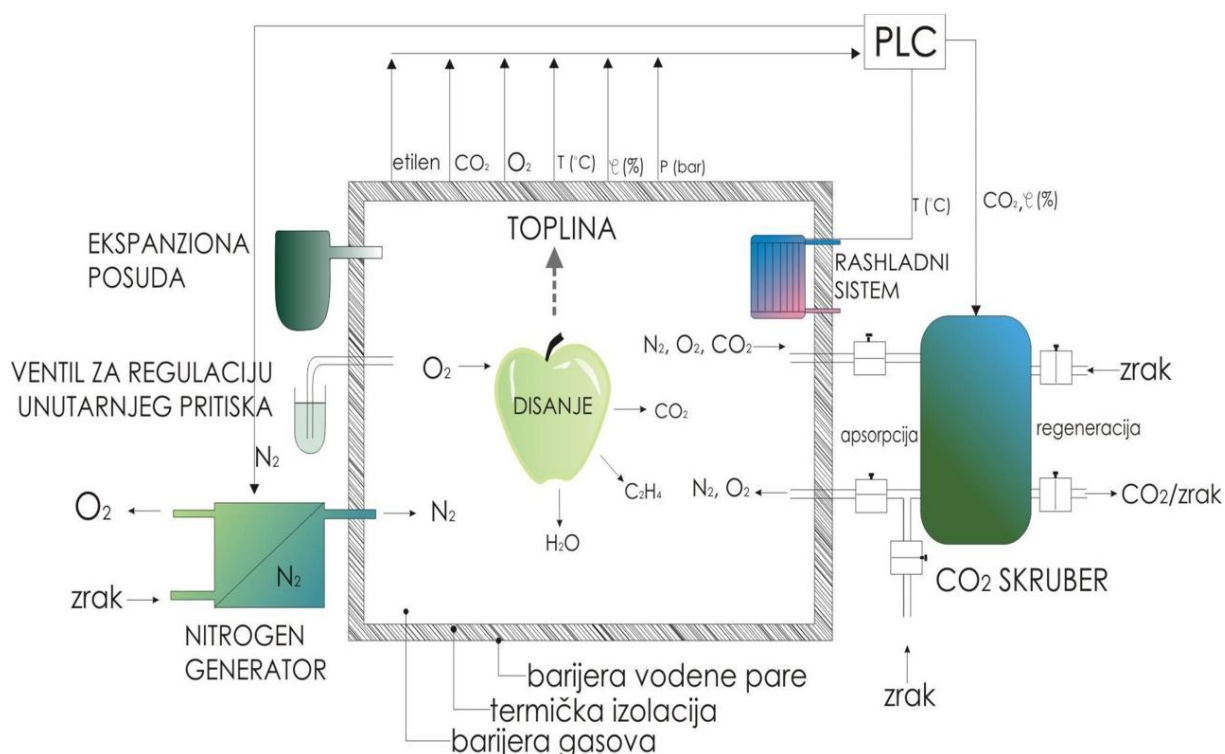 PLC
etilen
CO₂
O₂
T (°C)
φ (%)
P (bar)
T (°C)
CO₂, φ (%)
EKSPANZIONA
POSUDA
TOPLINA
RASHLADNI
SISTEM
VENTIL ZA REGULACIJU
UNUTARNJEG PRITISKA
O₂
DISANJE
CO₂
C₂H₄
H₂O
N₂, O₂, CO₂
zrak
apsorpcija
regeneracija
N₂, O₂
CO₂/zrak
N₂
O₂
N₂
N₂
zrak
NITROGEN
GENERATOR
CO₂ SKRUBER
zrak
barijera vodene pare
termička izolacija
barijera gasova